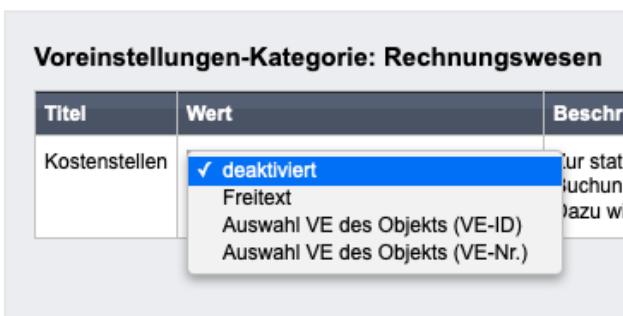 Voreinstellungen-Kategorie: Rechnungswesen
Titel Wert
Kostenstellen
✓ deaktiviert
Freitext
Auswahl VE des Objekts (VE-ID)
Auswahl VE des Objekts (VE-Nr.)